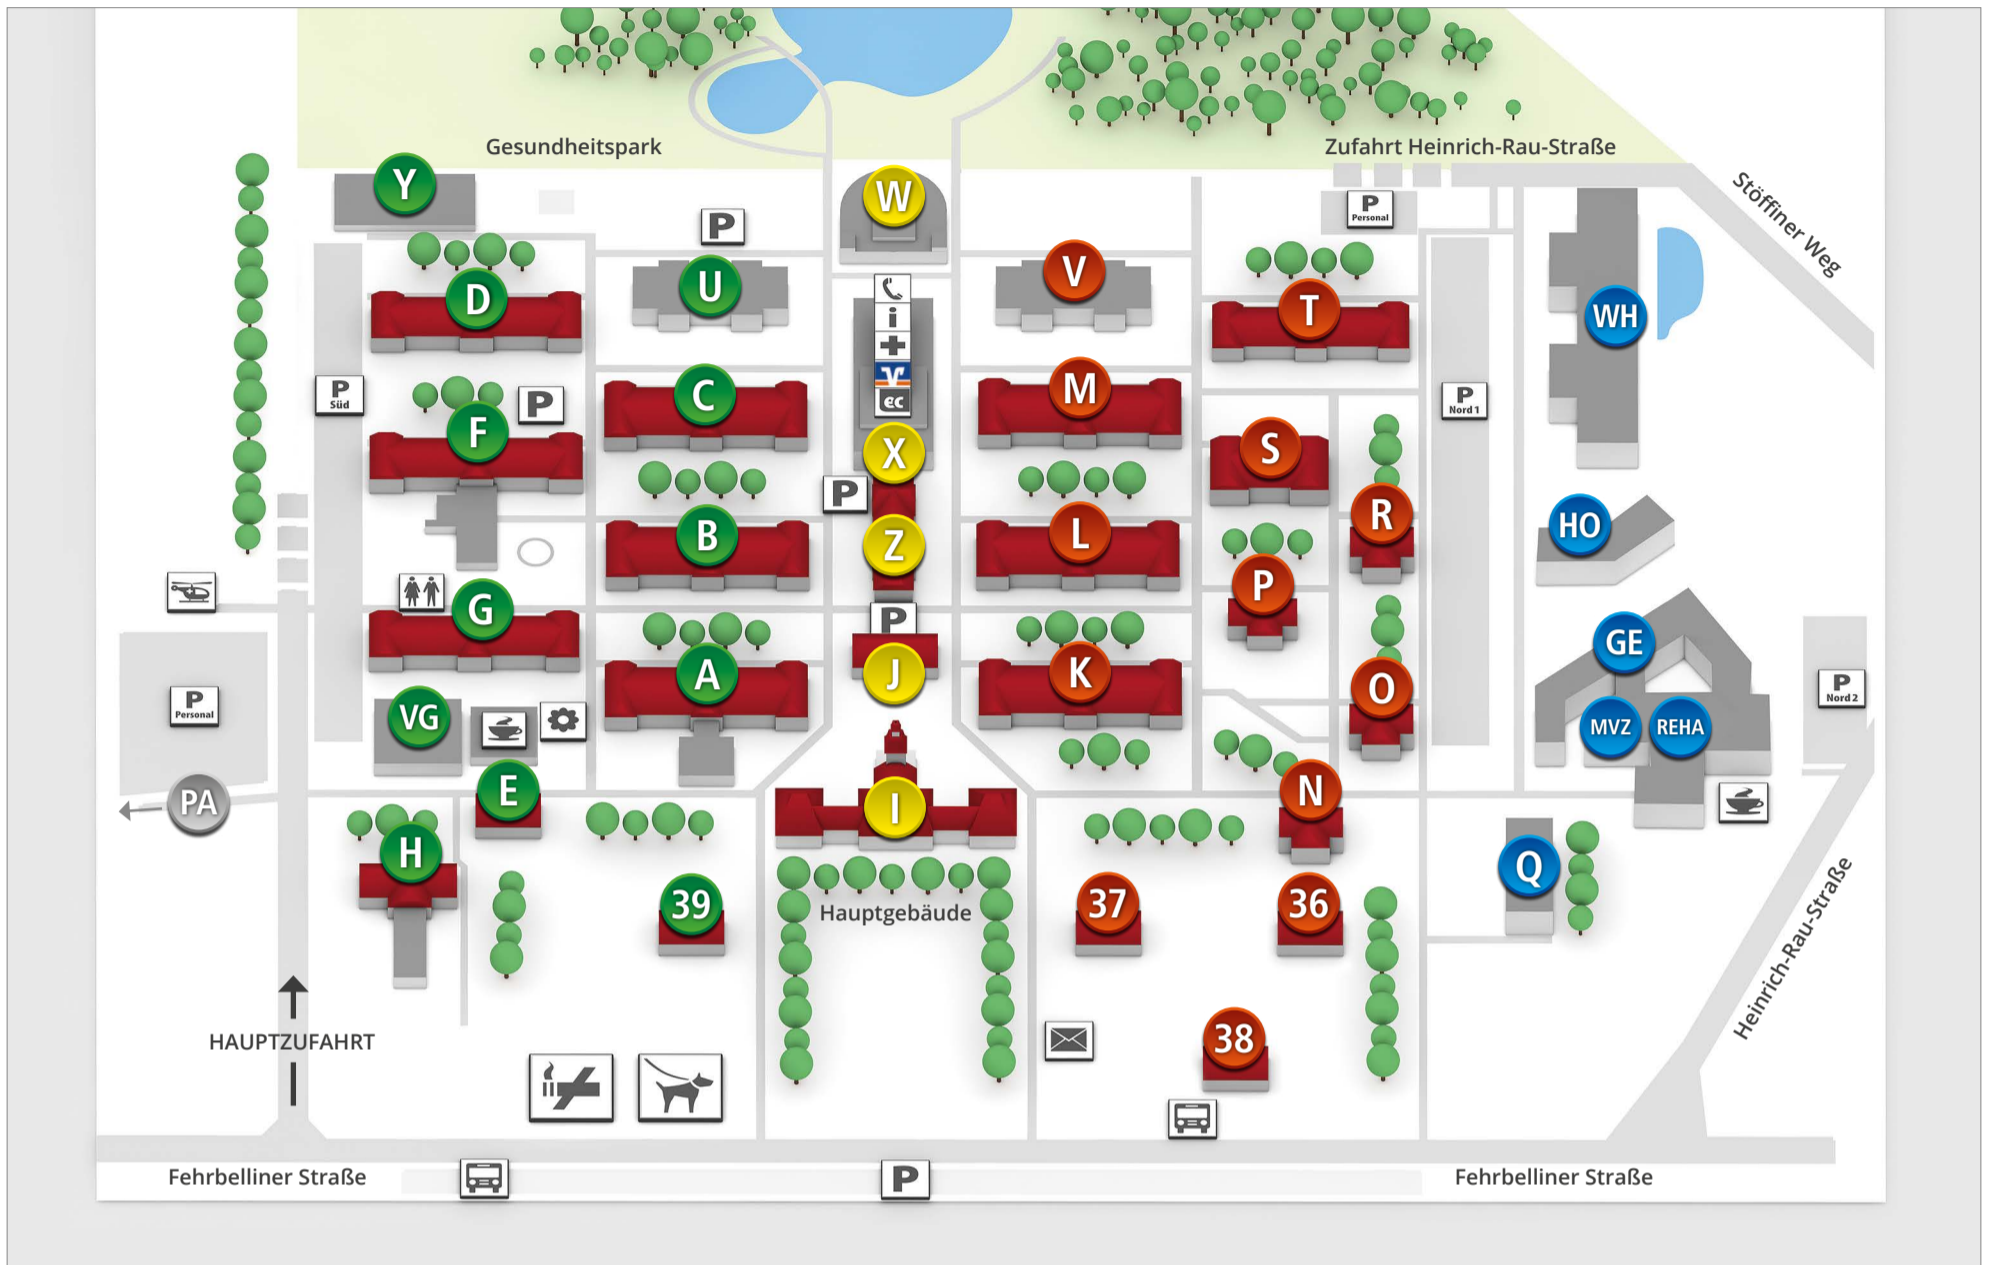 Gesundheitspark
Zufahrt Heinrich-Rau-Straße
Stöffiner Weg
Y
W
P
Personal
P
D
U
V
T
WH
i
P
Süd
F
P
C
ec
M
P
Nord 1
X
S
P
Z
B
L
R
HO
P
G
P
GE
P
Personal
A
J
K
O
P
Nord 2
VG
MVZ
REHA
PA
E
I
N
H
39
Hauptgebäude
37
36
Q
Heinrich-Rau-Straße
HAUPTZUFAHRT
38
Fehrbelliner Straße
P
Fehrbelliner Straße